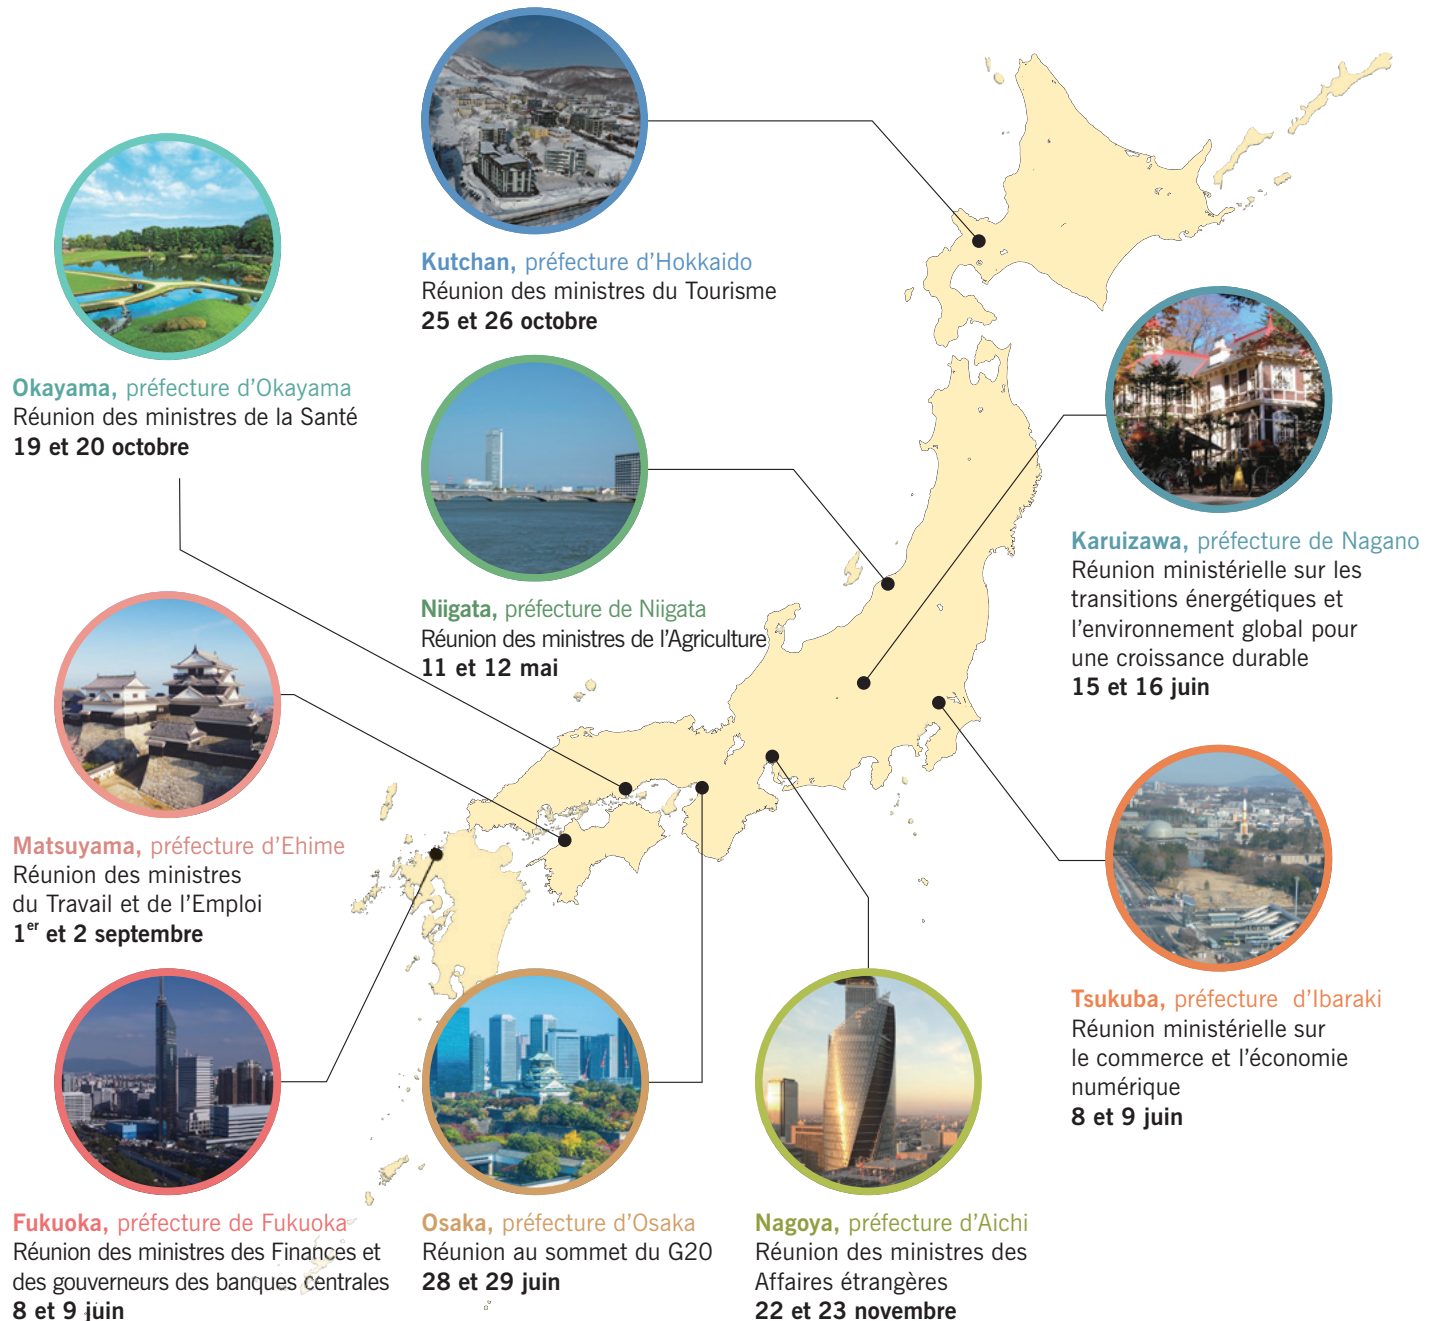 Kutchan, préfecture d'Hokkaido
Réunion des ministres du Tourisme
25 et 26 octobre
Okayama, préfecture d'Okayama
Réunion des ministres de la Santé
19 et 20 octobre
Niigata, préfecture de Niigata
Réunion des ministres de l'Agriculture
11 et 12 mai
Karuizawa, préfecture de Nagano
Réunion ministérielle sur les
transitions énergétiques et
l'environnement global pour
une croissance durable
15 et 16 juin
Matsuyama, préfecture d'Ehime
Réunion des ministres
du Travail et de l'Emploi
1er et 2 septembre
Tsukuba, préfecture d'Ibaraki
Réunion ministérielle sur
le commerce et l'économie
numérique
8 et 9 juin
Fukuoka, préfecture de Fukuoka
Réunion des ministres des Finances et
des gouverneurs des banques centrales
8 et 9 juin
Osaka, préfecture d'Osaka
Réunion au sommet du G20
28 et 29 juin
Nagoya, préfecture d'Aichi
Réunion des ministres des
Affaires étrangères
22 et 23 novembre